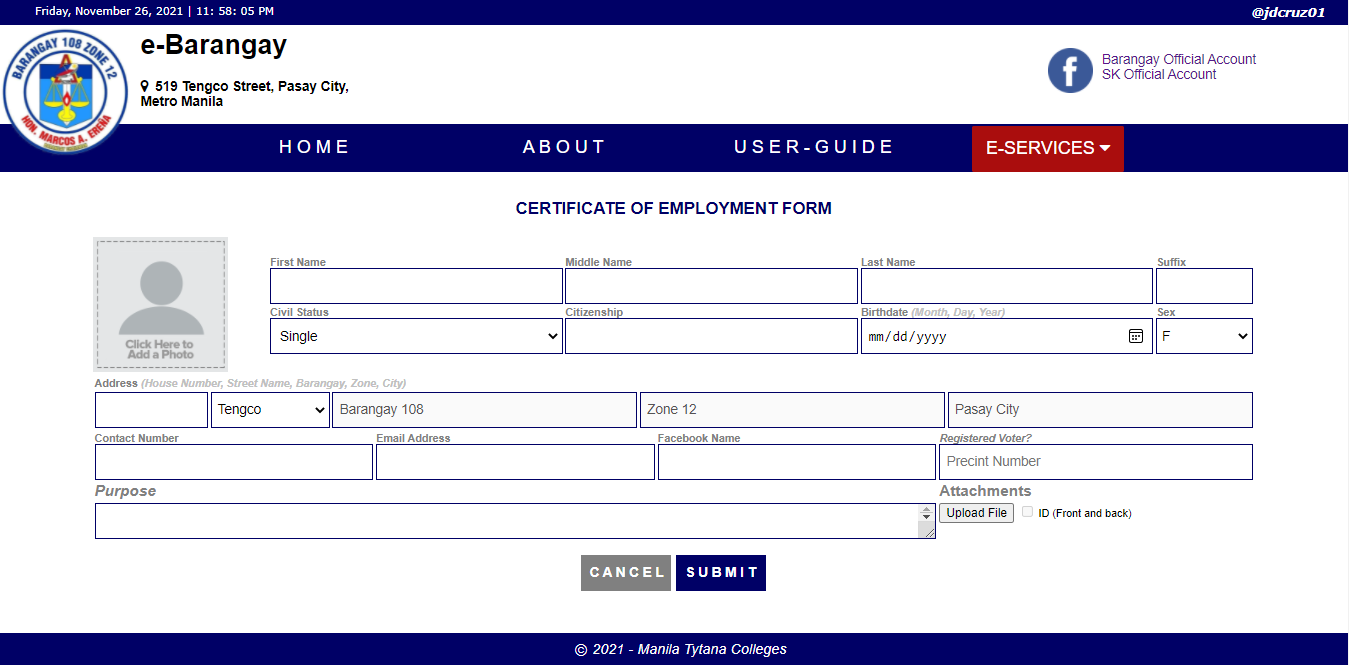 Friday, November 26, 2021 | 11: 58: 05 PM
@jdcruz01
BARANGAY 108 ZONE 12
HON. MARCOS A. EREÑA
e-Barangay
519 Tengco Street, Pasay City,
Metro Manila
f
Barangay Official Account
SK Official Account
HOME
ABOUT
USER-GUIDE
E-SERVICES
CERTIFICATE OF EMPLOYMENT FORM
Click Here to
Add a Photo
First Name
Middle Name
Last Name
Suffix
Civil Status
Citizenship
Birthdate (Month, Day, Year)
Sex
Single
mm/dd/yyyy
F
Address (House Number, Street Name, Barangay, Zone, City)
Tengco
Barangay 108
Zone 12
Pasay City
Contact Number
Email Address
Facebook Name
Registered Voter?
Precint Number
Purpose
Attachments
Upload File
ID (Front and back)
CANCEL
SUBMIT
© 2021 - Manila Tytana Colleges